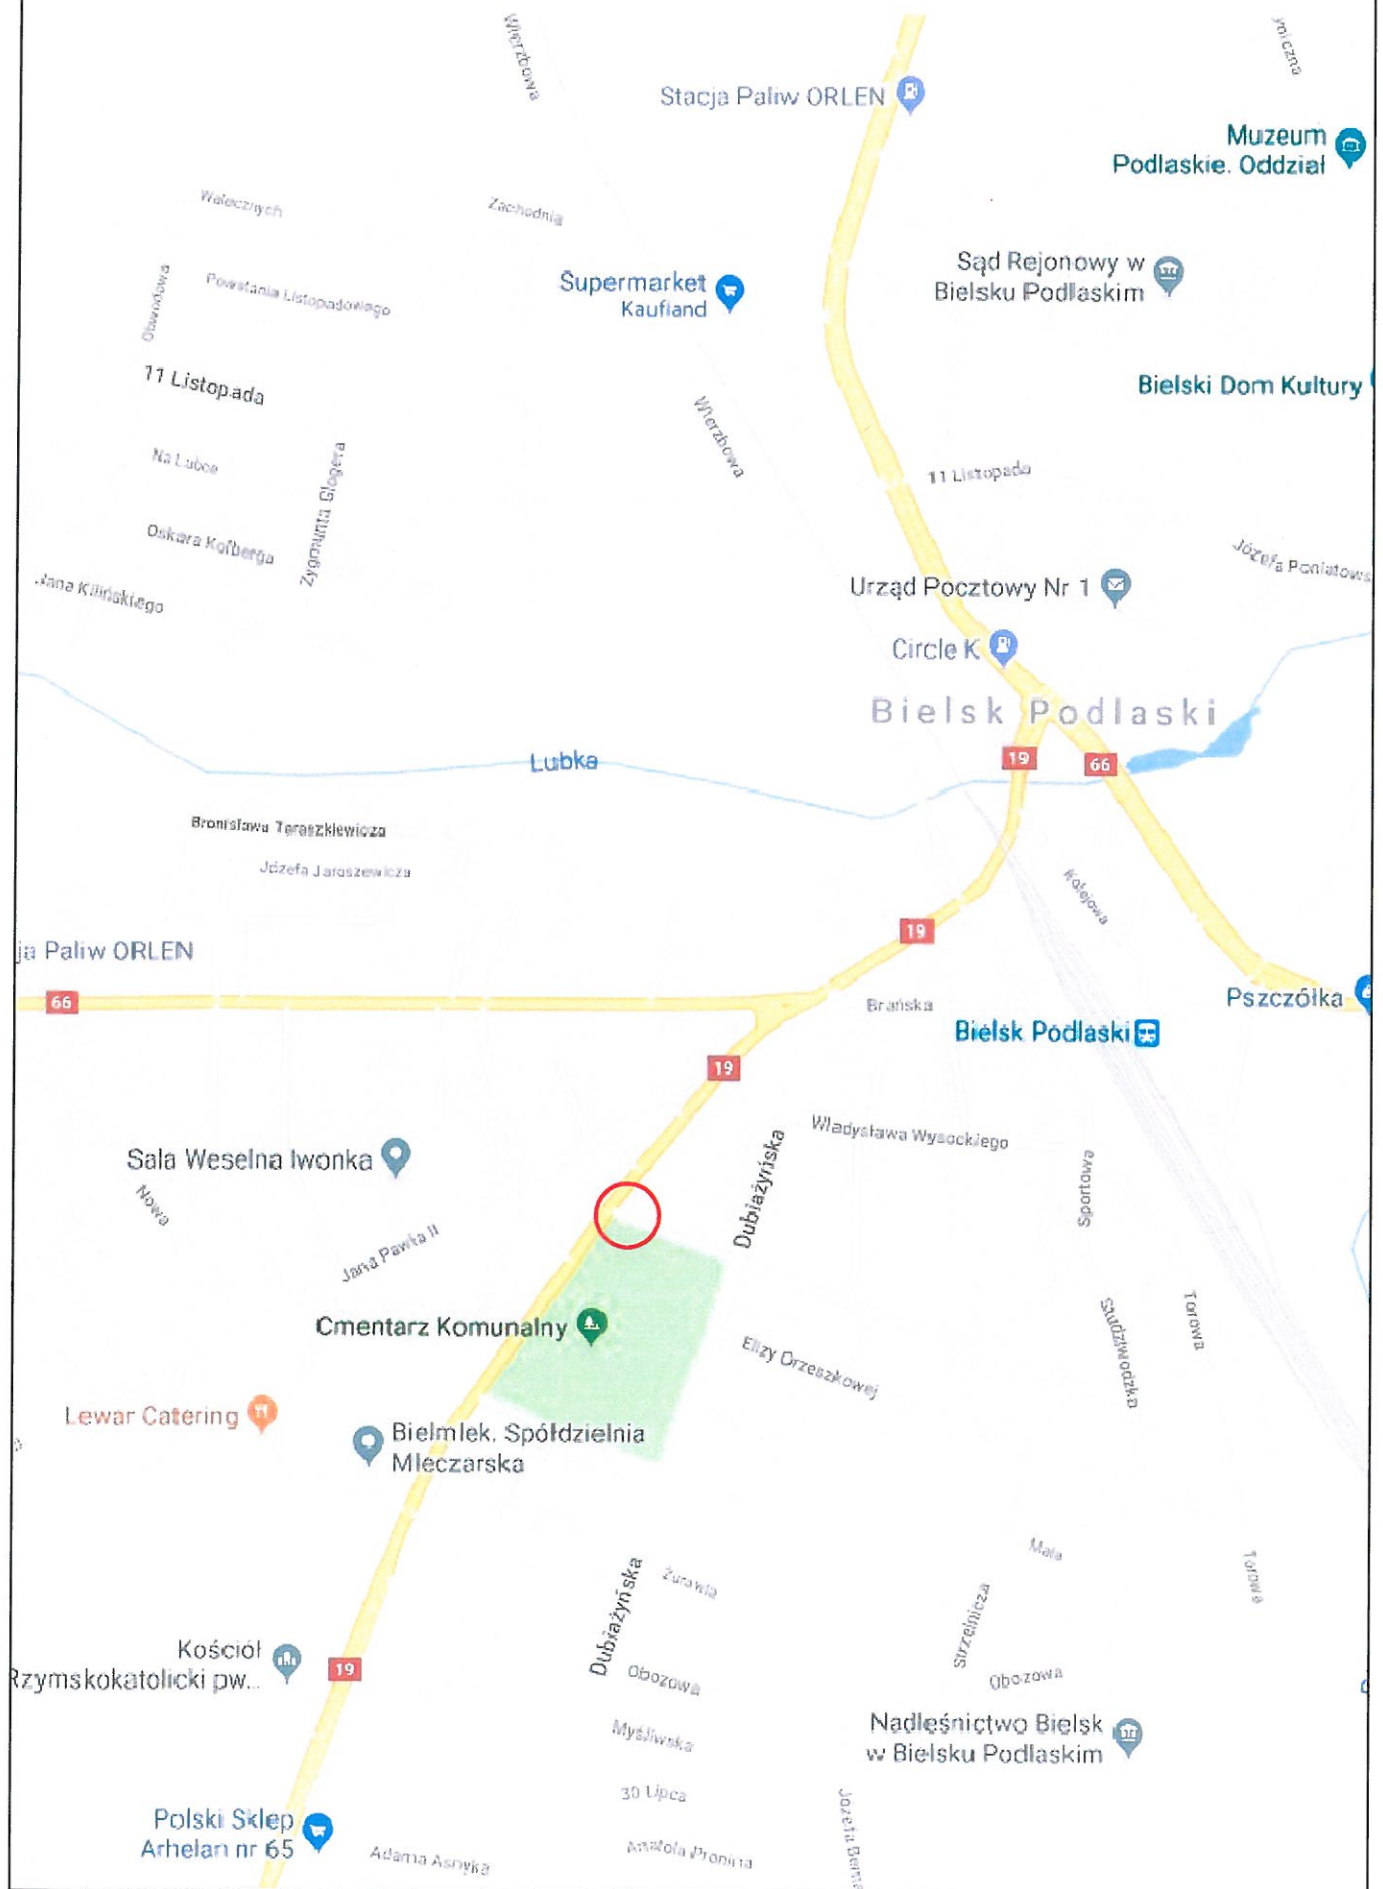 Wierzbowa
Stacja Paliw ORLEN
Muzeum
Podlaskie. Oddział
Walecznych
Zachodnia
Sąd Rejonowy w
Bielsku Podlaskim
Obwodowa
Powstania Listopadowego
Supermarket
Kaufland
11 Listopada
Bielski Dom Kultury
Wierzbowa
Na Lubce
Zygmunta Glogera
11 Listopada
Oskara Kolberga
Józefa Poniatows
Jana Kilińskiego
Urząd Pocztowy Nr 1
Circle K
Bielsk Podlaski
Lubka
19
66
Bronisława Taraszkiewicza
Józefa Jaroszewicza
Kolejowa
19
ja Paliw ORLEN
66
Brańska
Pszczółka
Bielsk Podlaski
19
Władysława Wysockiego
Sala Weselna Iwonka
Dubiażyńska
Sportowa
Nowa
Jana Pawła II
Cmentarz Komunalny
Elizy Orzeszkowej
Studziwodzka
Torowa
Lewar Catering
Bielmlek. Spółdzielnia
Mleczarska
Mała
Torowa
Dubiażyńska
Żurawia
Strzelnicza
Kościół
Rzymskokatolicki pw...
19
Obozowa
Obozowa
Myśliwska
Nadleśnictwo Bielsk
w Bielsku Podlaskim
30 Lipca
Józefa Bema
Polski Sklep
Arhelan nr 65
Adama Asnyka
Anatola Pronina